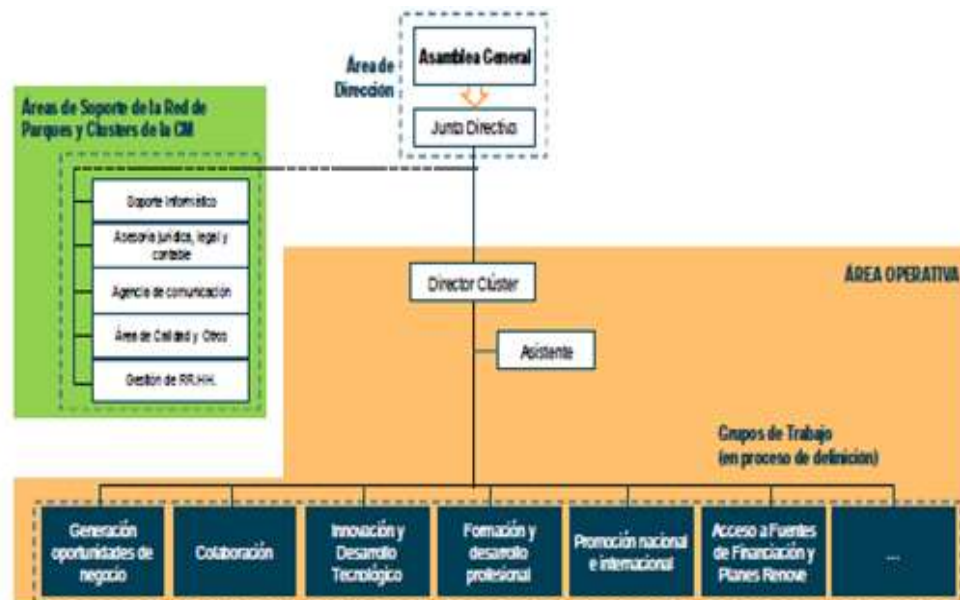 Área de
Dirección
Asamblea General
Junta Directiva
Áreas de Soporte de la Red de
Parques y Clusters de la CM
Soporte Informático
Asesoría jurídica, legal y
contable
Agencia de comunicación
Área de Calidad y Otros
Gestión de RR.HH.
ÁREA OPERATIVA
Director Clúster
Asistente
Grupos de Trabajo
(en proceso de definición)
Generación
oportunidades de
negocio
Colaboración
Innovación y
Desarrollo
Tecnológico
Formación y
desarrollo
profesional
Promoción nacional
e internacional
Acceso a Fuentes
de Financiación y
Planes Renove
...